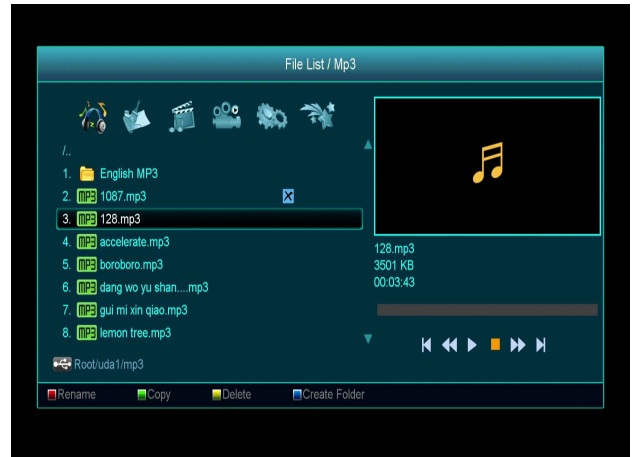 File List / Mp3
/..
1. English MP3
2. MP3 1087.mp3
3. MP3 128.mp3
4. MP3 accelerate.mp3
5. MP3 boroboro.mp3
6. MP3 dang wo yu shan....mp3
7. MP3 gui mi xin qiao.mp3
8. MP3 lemon tree.mp3
128.mp3
3501 KB
00:03:43
Root/uda1/mp3
Rename Copy Delete Create Folder